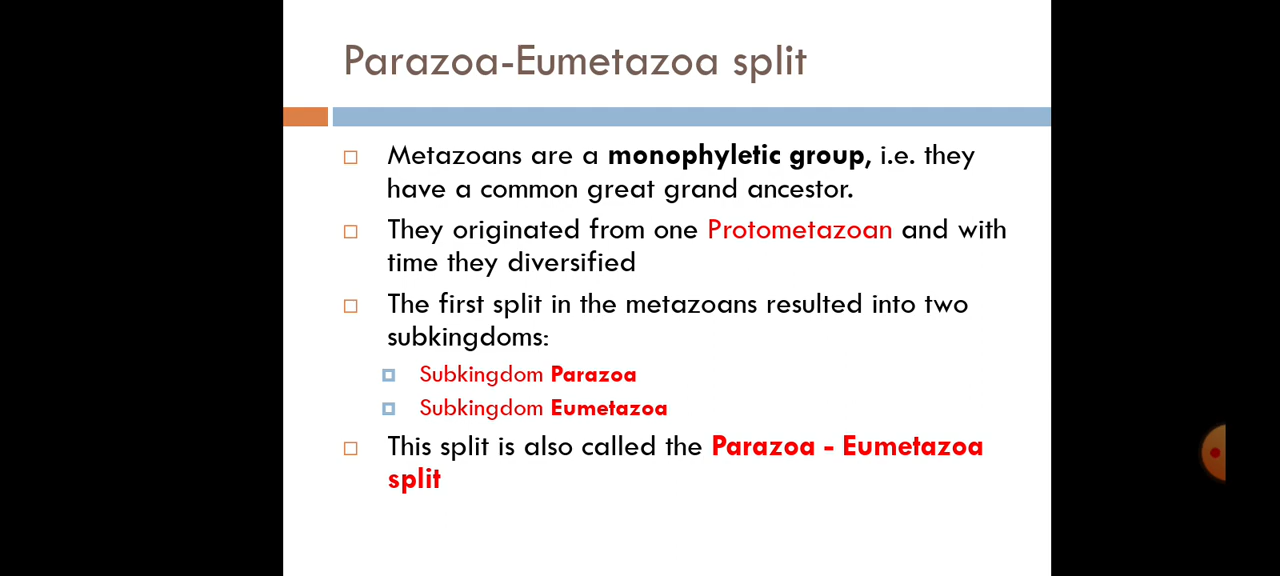 Parazoa-Eumetazoa split
Metazoans are a monophyletic group, i.e. they
have a common great grand ancestor.
They originated from one Protometazoan and with
time they diversified
The first split in the metazoans resulted into two
subkingdoms:
Subkingdom Parazoa
Subkingdom Eumetazoa
This split is also called the Parazoa - Eumetazoa
split